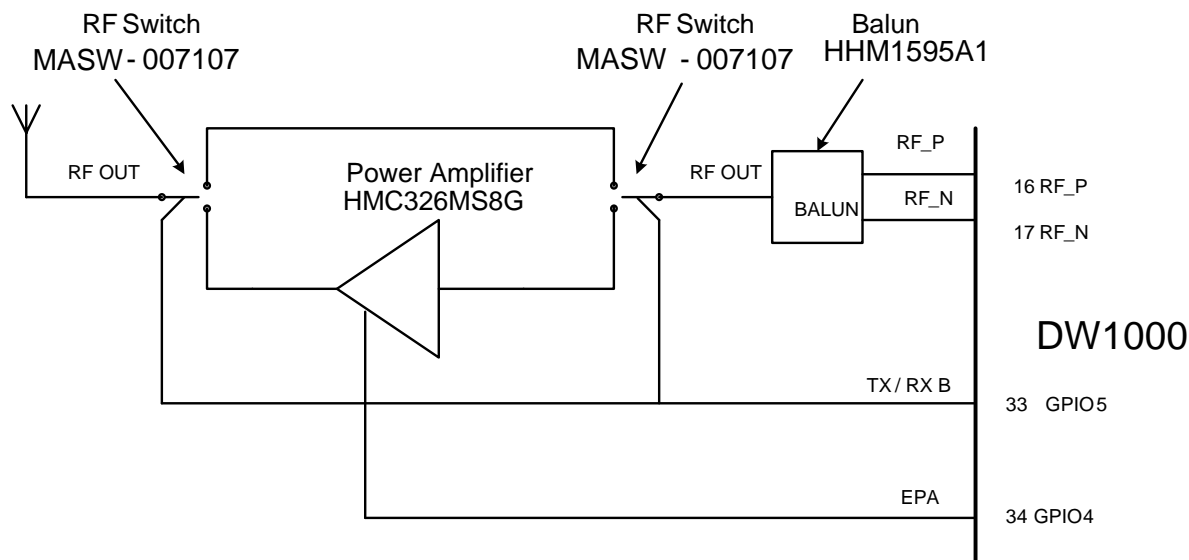 RF Switch
MASW - 007107
RF Switch
MASW - 007107
Balun
HHM1595A1
RF OUT
Power Amplifier
HMC326MS8G
RF OUT
BALUN
RF_P
RF_N
16 RF_P
17 RF_N
DW1000
TX / RX B
33 GPIO5
EPA
34 GPIO4